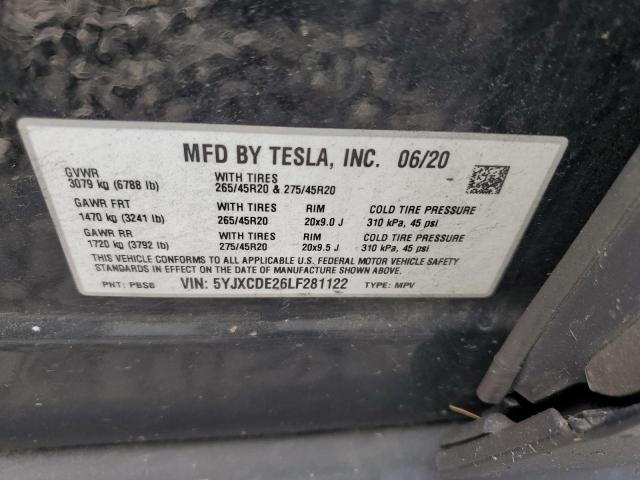 MFD BY TESLA, INC. 06/20
GVWR
3079 kg (6788 lb)
WITH TIRES
265/45R20 & 275/45R20
GAWR FRT
1470 kg (3241 lb)
WITH TIRES
265/45R20
RIM
20x9.0 J
COLD TIRE PRESSURE
310 kPa, 45 psi
GAWR RR
1720 kg (3792 lb)
WITH TIRES
275/45R20
RIM
20x9.5 J
COLD TIRE PRESSURE
310 kPa, 45 psi
THIS VEHICLE CONFORMS TO ALL APPLICABLE U.S. FEDERAL MOTOR VEHICLE SAFETY
STANDARDS IN EFFECT ON THE DATE OF MANUFACTURE SHOWN ABOVE.
PNT: PBSB VIN: 5YJXCDE26LF281122 TYPE: MPV